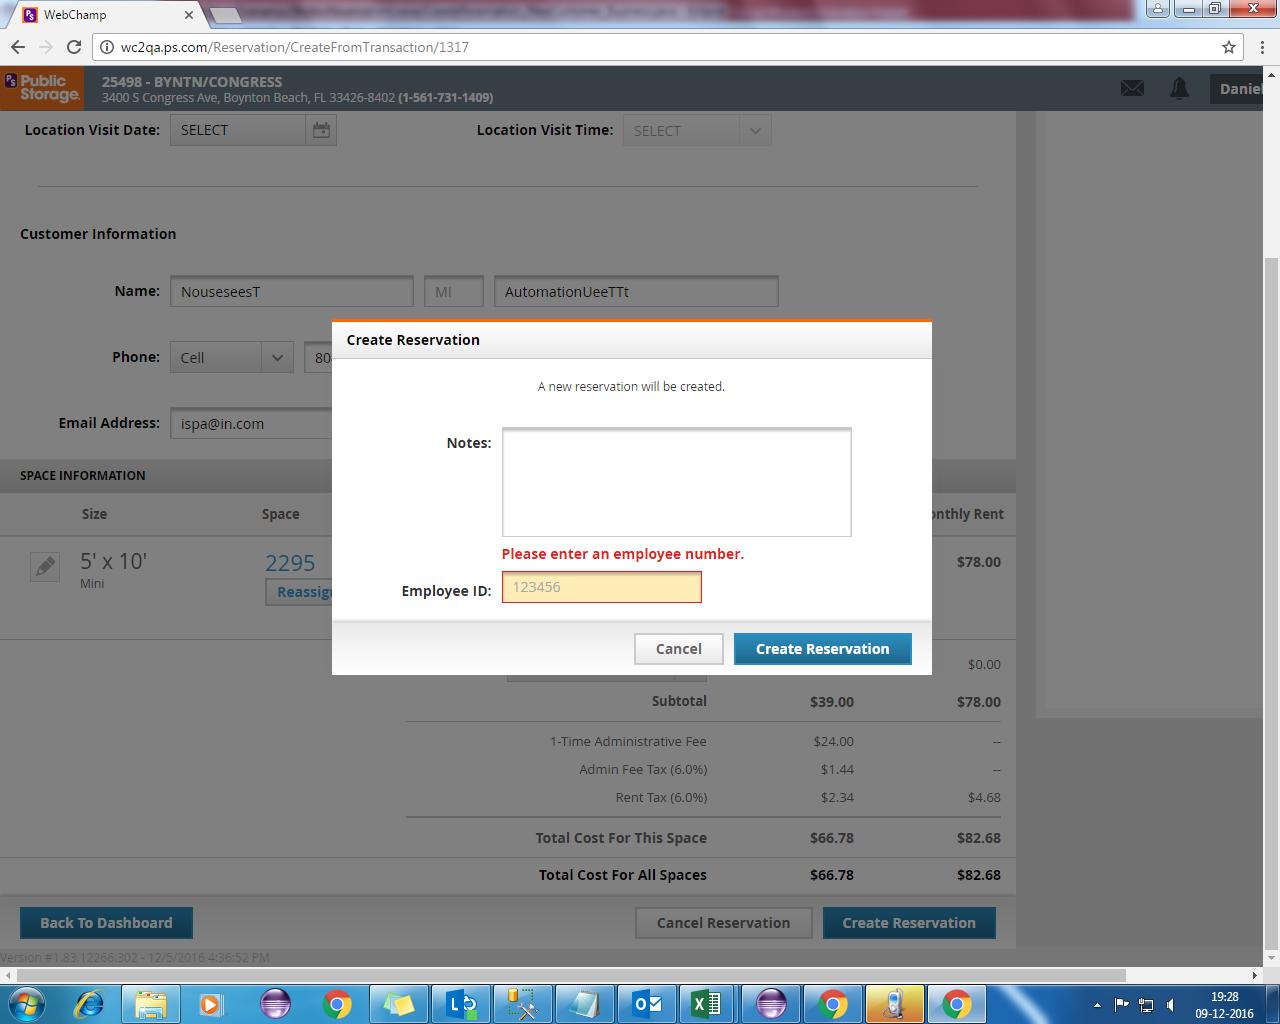 WebChamp
wc2qa.ps.com/Reservation/CreateFromTransaction/1317
PS Public Storage.
25498 - BYNTN/CONGRESS
3400 S Congress Ave, Boynton Beach, FL 33426-8402 (1-561-731-1409)
Daniel
Location Visit Date: SELECT
Location Visit Time: SELECT
Customer Information
Name: NouseseesT MI AutomationUeeTTt
Phone: Cell 80
Email Address: ispa@in.com
Create Reservation
A new reservation will be created.
Notes:
Please enter an employee number.
Employee ID: 123456
Cancel Create Reservation
SPACE INFORMATION
Size Space onthly Rent
5' x 10' 2295 $78.00
Mini Reassig
$0.00
Subtotal $39.00 $78.00
1-Time Administrative Fee $24.00 --
Admin Fee Tax (6.0%) $1.44 --
Rent Tax (6.0%) $2.34 $4.68
Total Cost For This Space $66.78 $82.68
Total Cost For All Spaces $66.78 $82.68
Back To Dashboard Cancel Reservation Create Reservation
Version #1.83.12266.302 - 12/5/2016 4:36:52 PM
19:28
09-12-2016